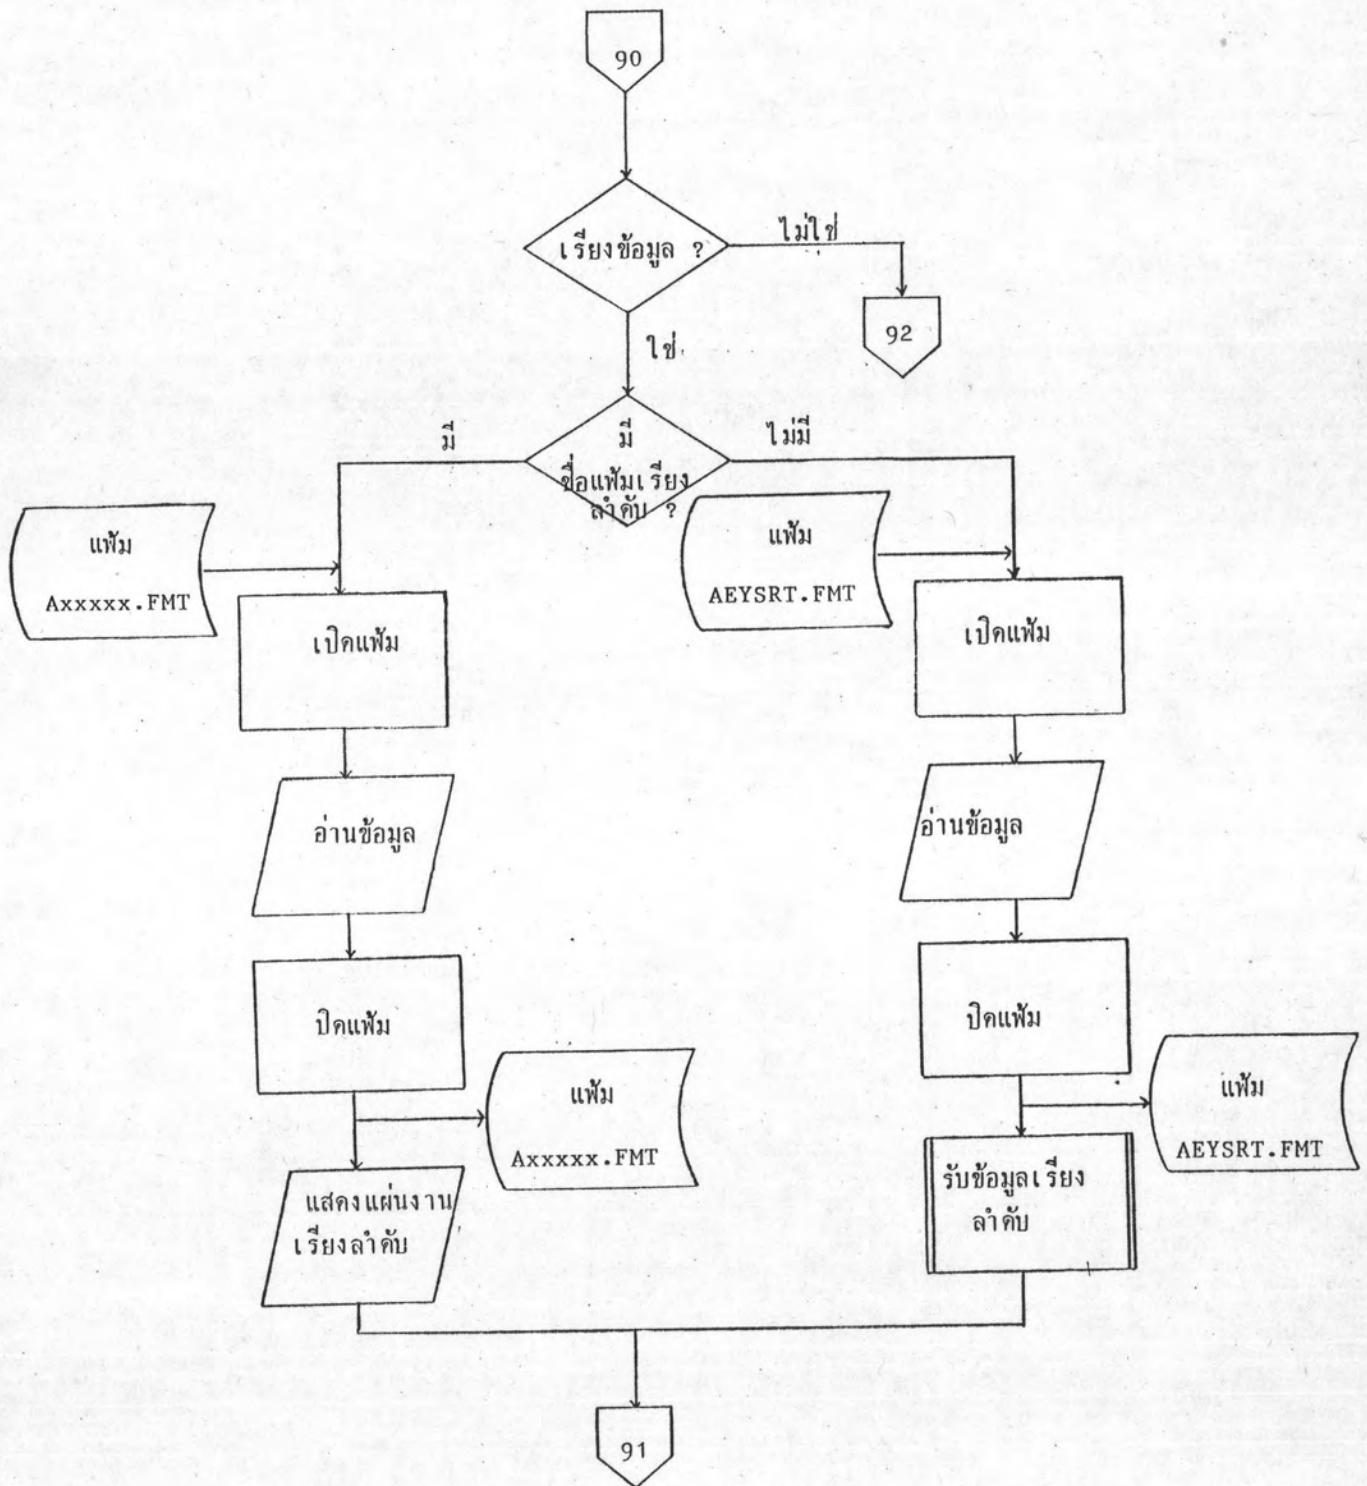 90
เรียงข้อมูล ?
ไม่ใช่
92
ใช่
มี
มี
ชื่อแฟ้มเรียง
ลำดับ ?
ไม่มี
แฟ้ม
Axxxxx.FMT
เปิดแฟ้ม
แฟ้ม
AEYSRT.FMT
เปิดแฟ้ม
อ่านข้อมูล
อ่านข้อมูล
ปิดแฟ้ม
ปิดแฟ้ม
แฟ้ม
Axxxxx.FMT
แฟ้ม
AEYSRT.FMT
แสดงแผ่นงาน
เรียงลำดับ
รับข้อมูลเรียง
ลำดับ
91